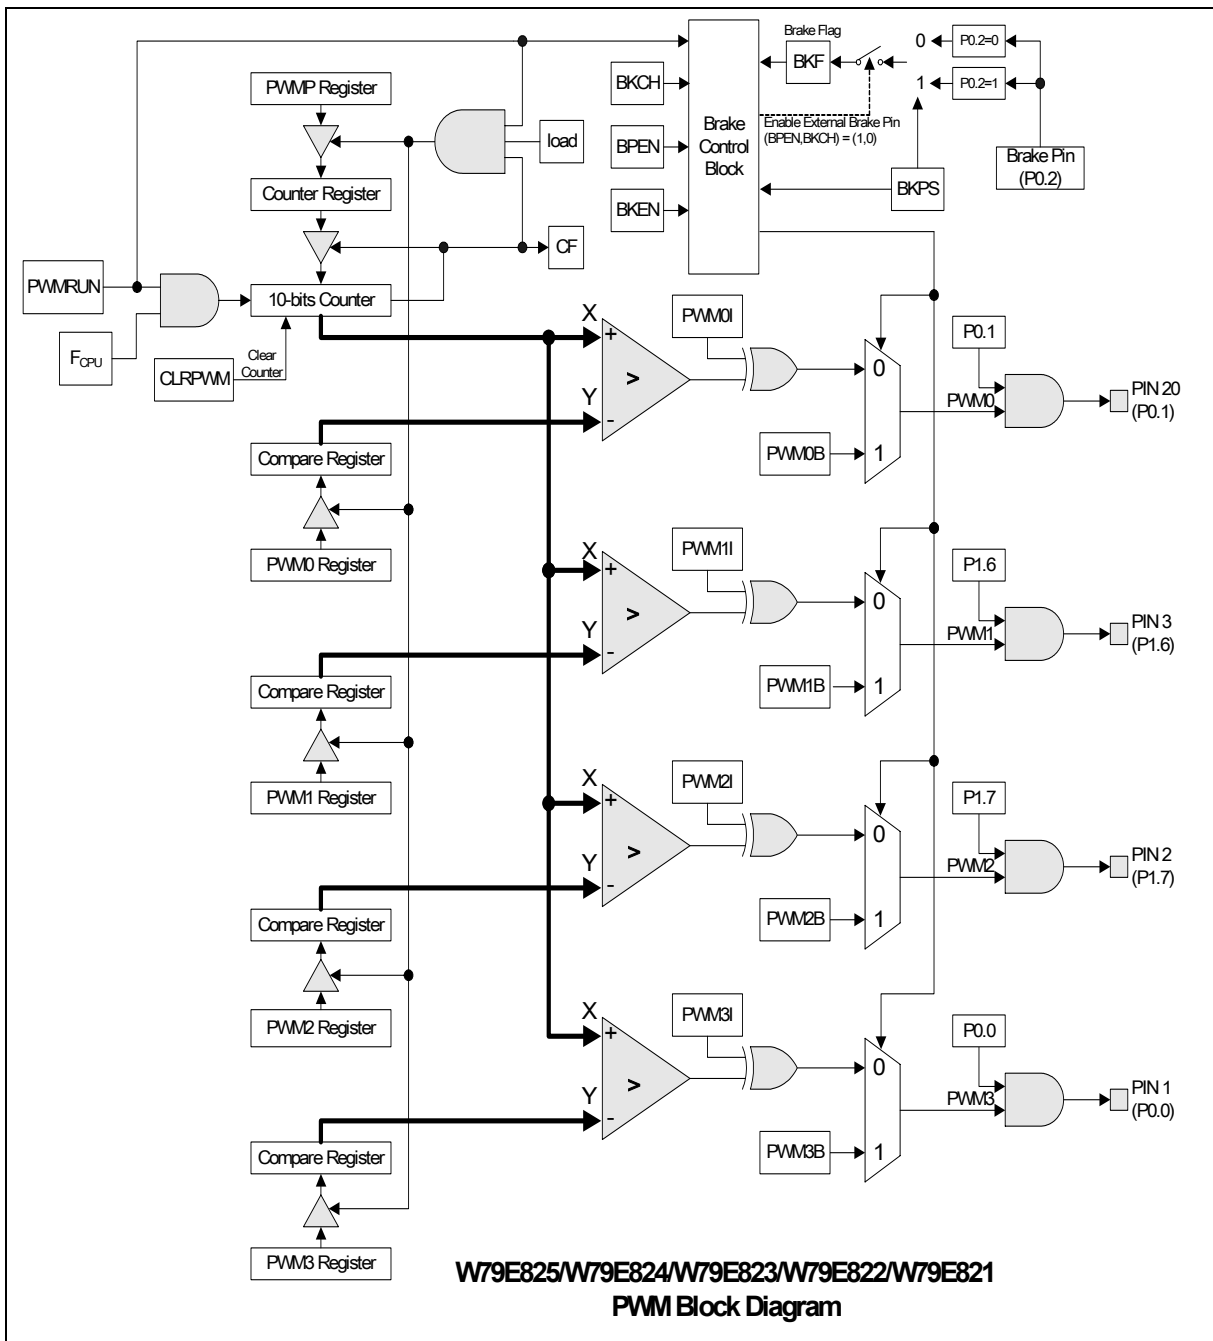 Brake Flag
PWMP Register
BKCH
BKF
0
P0.2=0
1
P0.2=1
load
BPEN
Brake
Control
Block
Enable External Brake Pin
(BPEN,BKCH) = (1,0)
Brake Pin
(P0.2)
Counter Register
BKEN
BKPS
CF
PWMRUN
10-bits Counter
FCPU
CLRPWM
Clear
Counter
X
+
>
Y
-
PWM0I
0
PWM0B
1
P0.1
PWM0
PIN 20
(P0.1)
Compare Register
PWM0 Register
X
+
>
Y
-
PWM1I
0
PWM1B
1
P1.6
PWM1
PIN 3
(P1.6)
Compare Register
PWM1 Register
X
+
>
Y
-
PWM2I
0
PWM2B
1
P1.7
PWM2
PIN 2
(P1.7)
Compare Register
PWM2 Register
X
+
>
Y
-
PWM3I
0
PWM3B
1
P0.0
PWM3
PIN 1
(P0.0)
Compare Register
PWM3 Register
W79E825/W79E824/W79E823/W79E822/W79E821
PWM Block Diagram